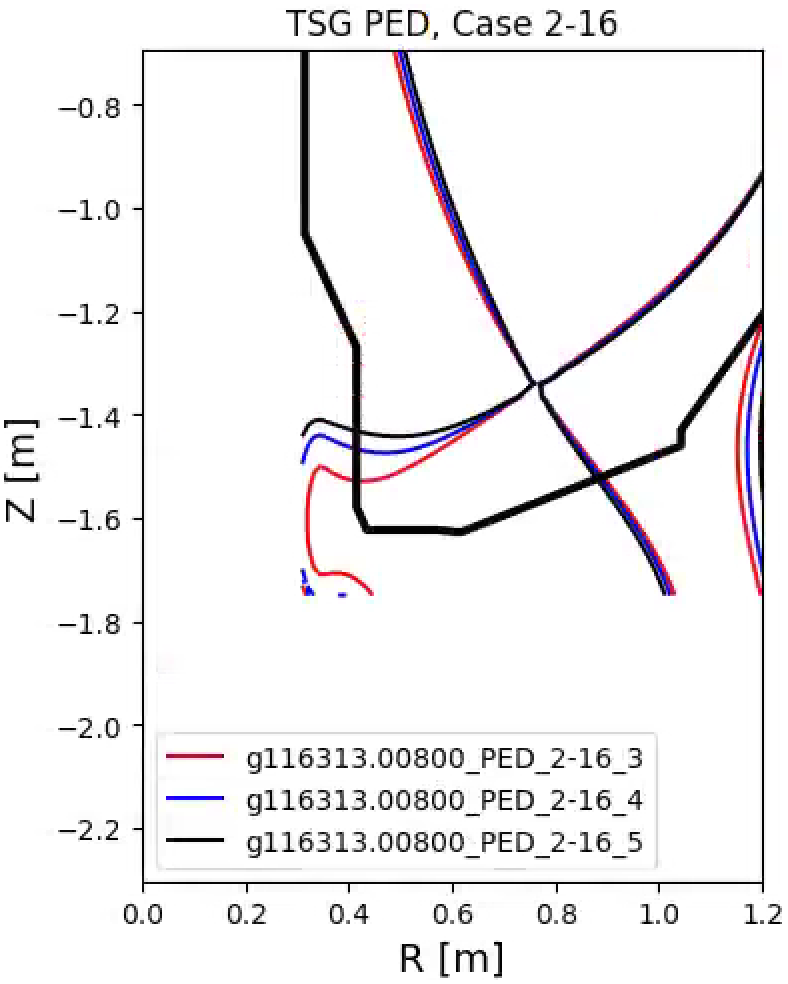 TSG PED, Case 2-16
−0.8
−1.0
−1.2
−1.4
−1.6
−1.8
−2.0
−2.2
Z [m]
g116313.00800_PED_2-16_3
g116313.00800_PED_2-16_4
g116313.00800_PED_2-16_5
0.0 0.2 0.4 0.6 0.8 1.0 1.2
R [m]